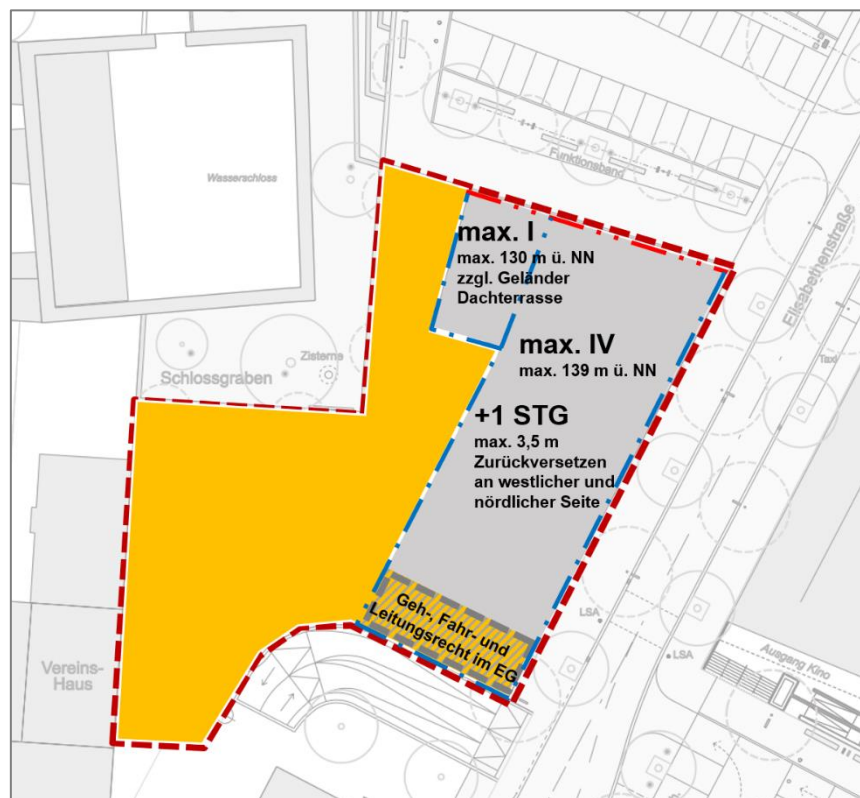 Wasserschloss
Funktionsband
Elisabethenstraße
max. I
max. 130 m ü. NN
zzgl. Geländer
Dachterrasse
max. IV
max. 139 m ü. NN
Zisterne
Schlossgraben
Taxi
+1 STG
max. 3,5 m
Zurückversetzen
an westlicher und
nördlicher Seite
Geh-, Fahr- und
Leitungsrecht im EG
LSA
LSA
Ausgang Kino
Vereins-
Haus